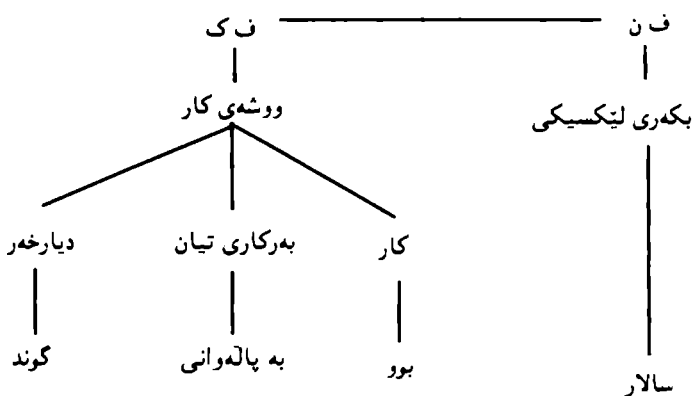 ف ن ف ک
بکەری لێکسیکی ووشەی کار
کار بەرکاری تیان دیارخەر
سالار بوو بە پاڵەوانی گوند